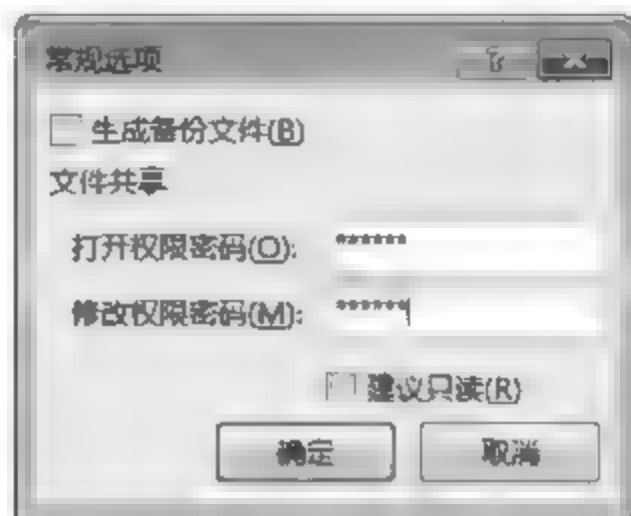 常规选项
生成备份文件(B)
文件共享
打开权限密码(O): ******
修改权限密码(M): ******
建议只读(R)
确定 取消